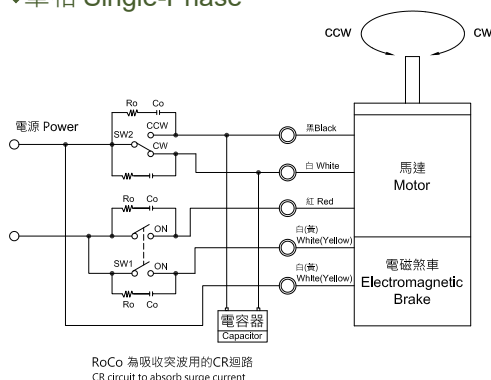 單相 Single-Phase
CCW
CW
Ro Co
電源 Power
CCW
SW2
CW
黑Black
白 White
馬達
Motor
Ro Co
紅 Red
ON
白(黃)
White(Yellow)
SW1
ON
白(黃)
White(Yellow)
電磁煞車
Electromagnetic
Brake
Ro Co
電容器
Capacitor
RoCo 為吸收突波用的CR迴路
CR circuit to absorb surge current